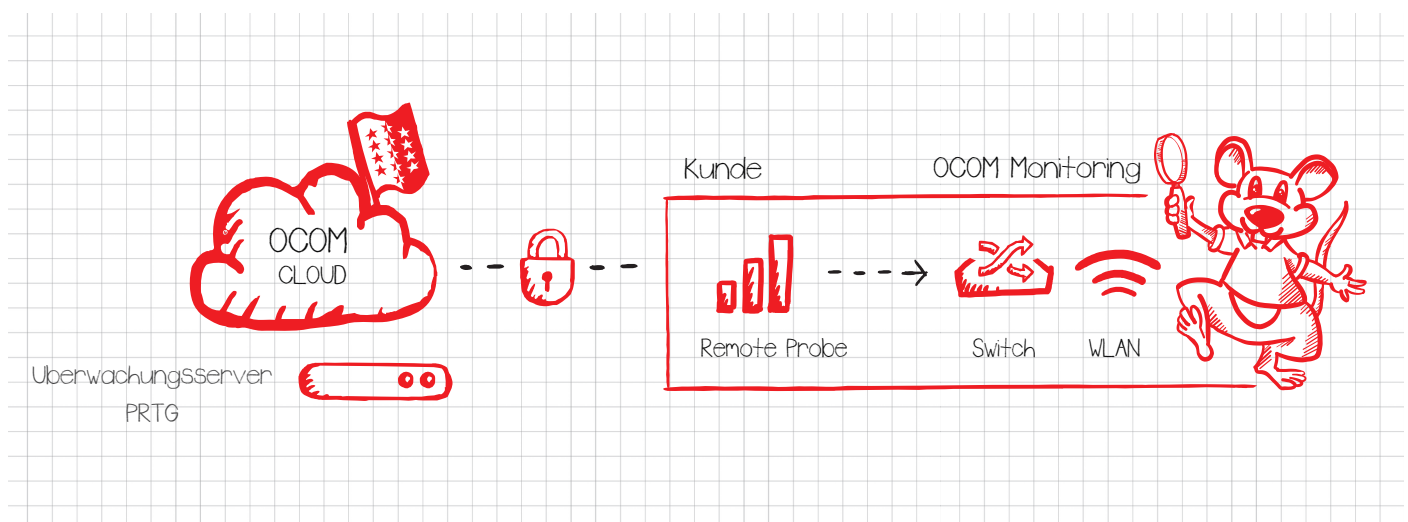 OCOM
CLOUD
Uberwachungsserver
PRTG
Kunde
OCOM Monitoring
Remote Probe
Switch
WLAN